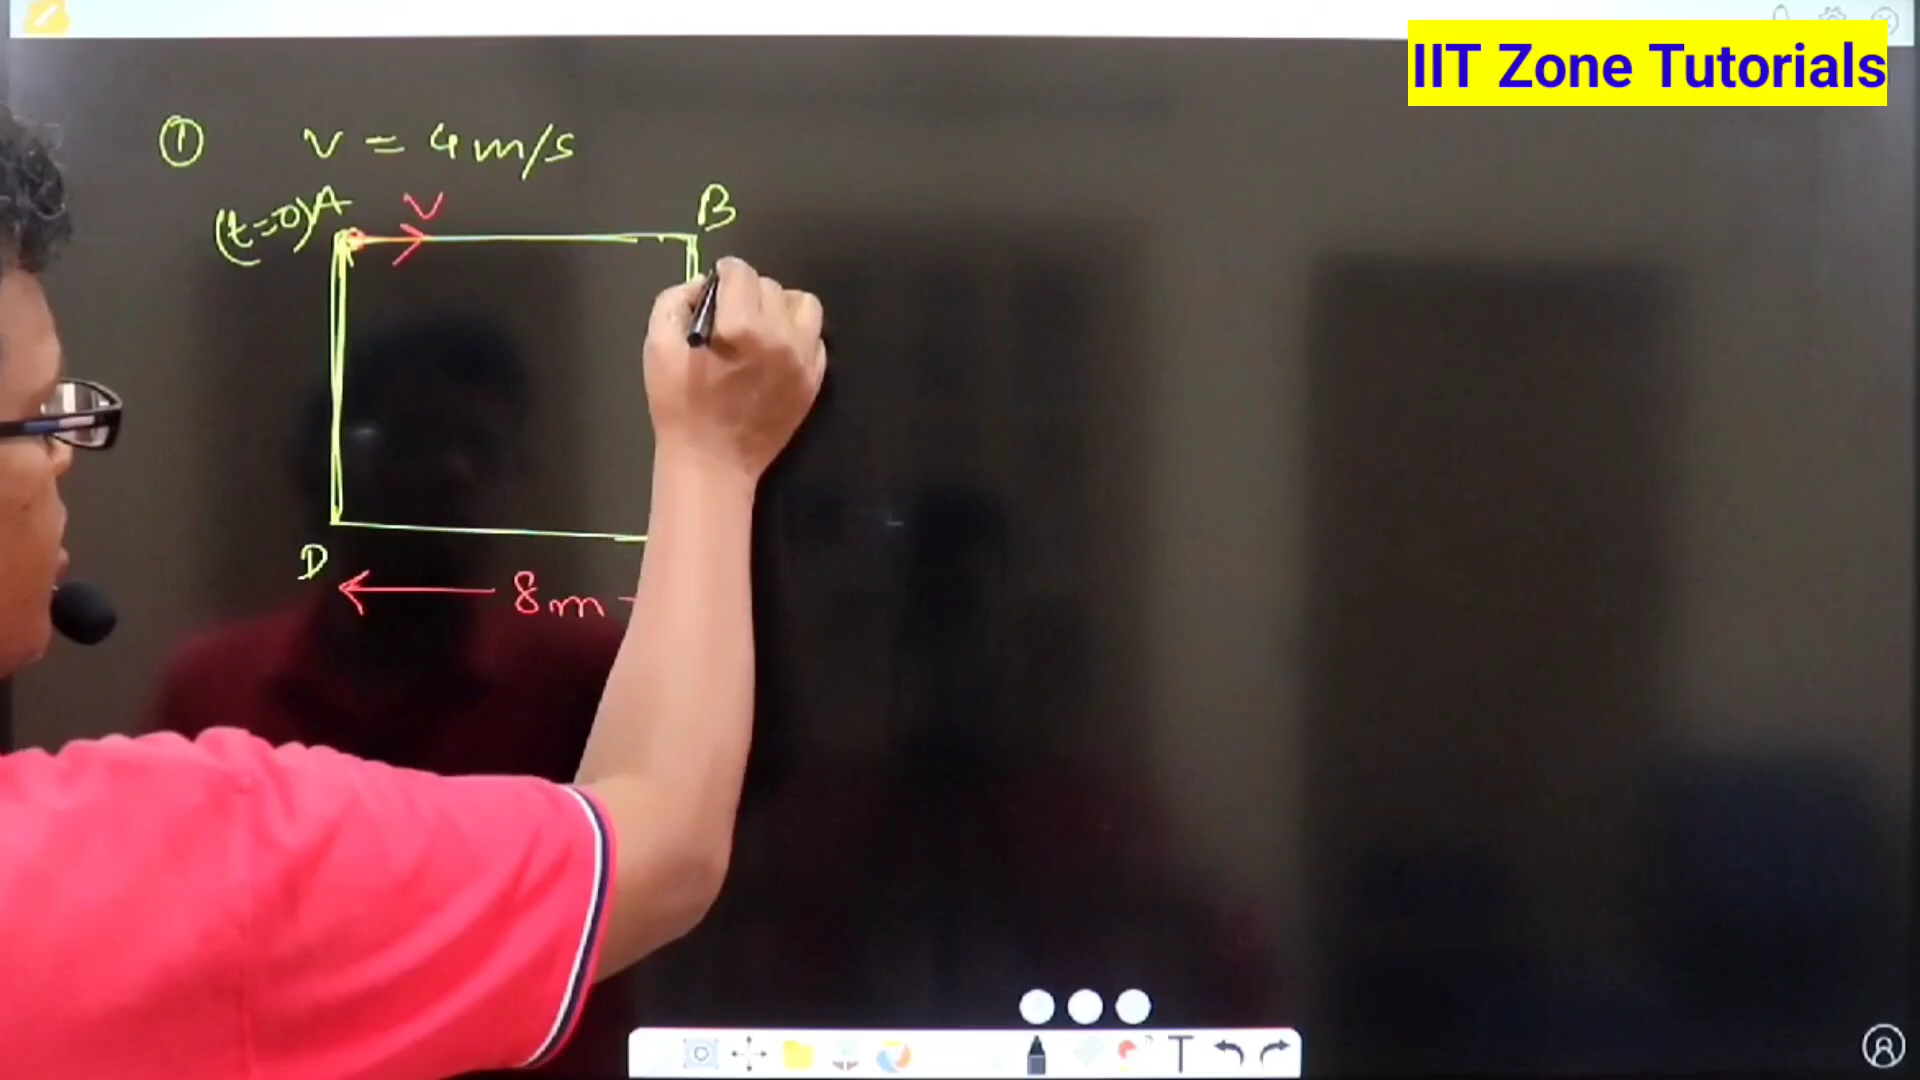 IIT Zone Tutorials
① v = 4 m/s
(t=0) A
V
B
D
8m
T